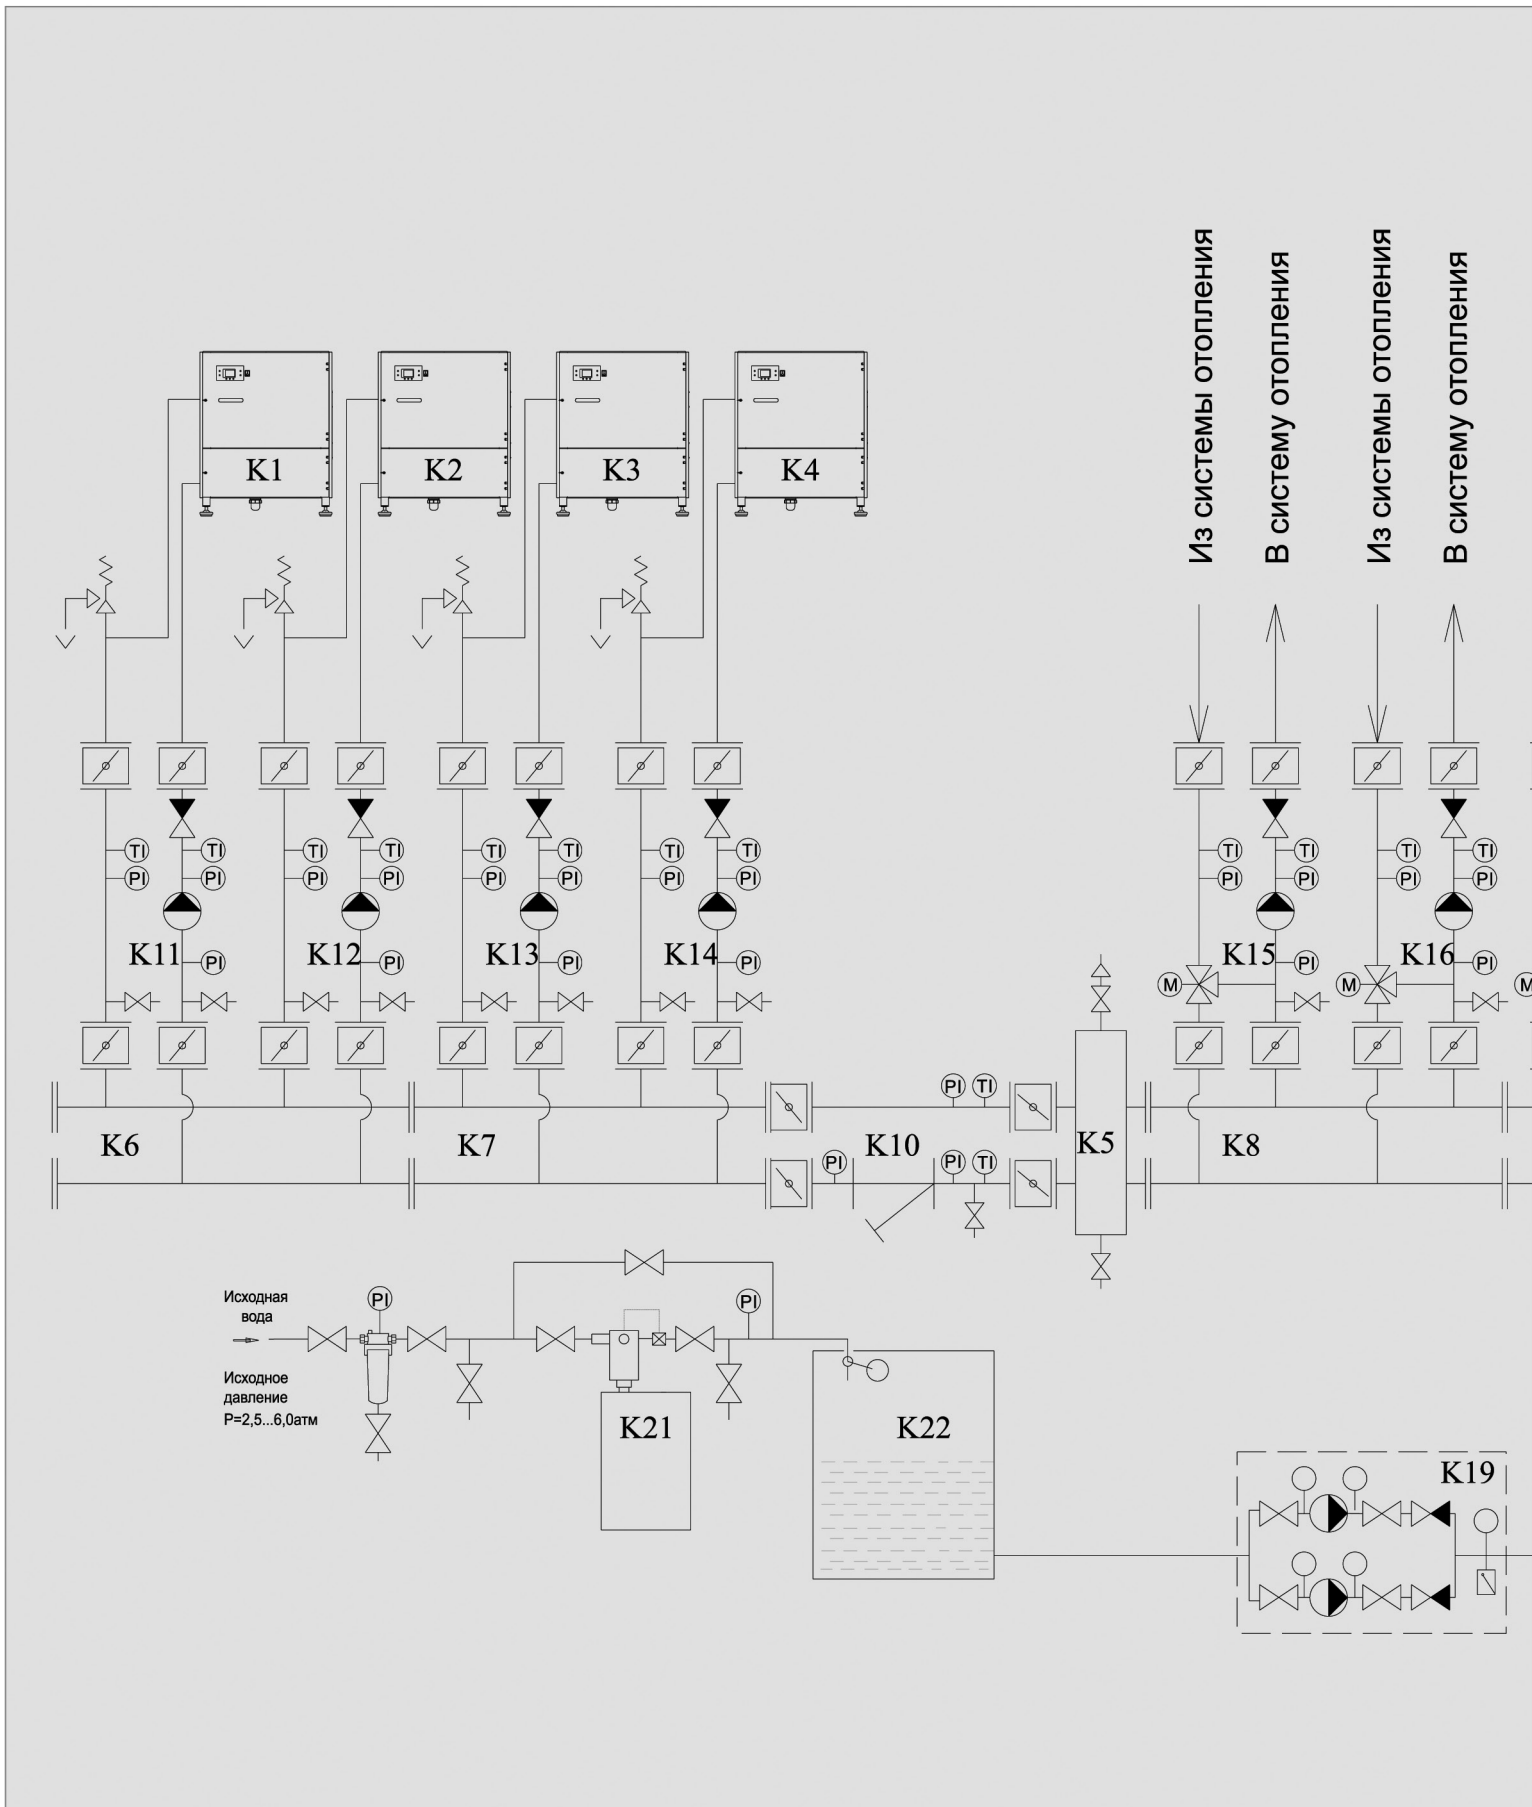 Из системы отопления
В систему отопления
Из системы отопления
В систему отопления
K1
K2
K3
K4
TI
TI
TI
TI
TI
TI
TI
TI
TI
TI
TI
TI
PI
PI
PI
PI
PI
PI
PI
PI
PI
PI
PI
PI
K11
PI
K12
PI
K13
PI
K14
PI
K15
PI
K16
PI
M
M
M
PI
TI
K6
K7
K10
K5
K8
PI
PI
TI
Исходная
вода
PI
PI
Исходное
давление
P=2,5...6,0атм
K21
K22
K19